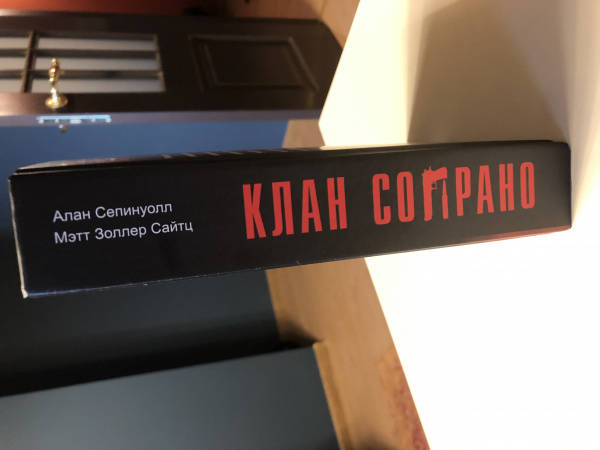 Алан Сепинуолл
Мэтт Золлер Сайтц
КЛАН СОПРАНО